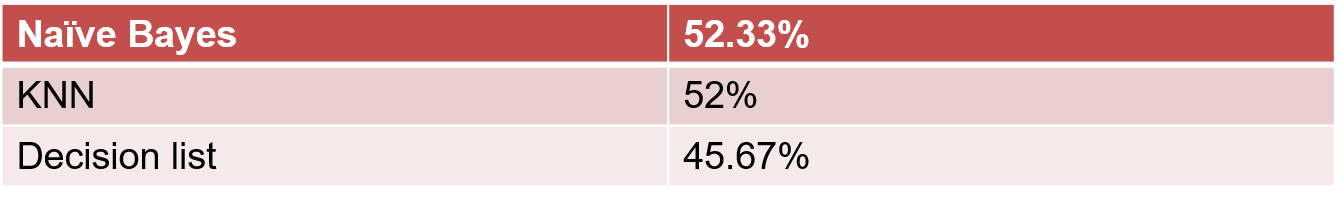 Naïve Bayes 52.33%
KNN 52%
Decision list 45.67%